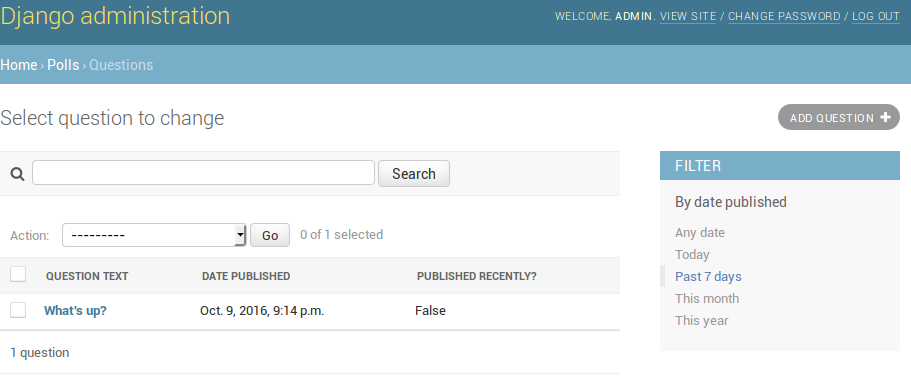 Django administration
WELCOME, ADMIN. VIEW SITE / CHANGE PASSWORD / LOG OUT
Home › Polls › Questions
Select question to change
ADD QUESTION +
Search
Action: --------- Go 0 of 1 selected
QUESTION TEXT DATE PUBLISHED PUBLISHED RECENTLY?
What's up? Oct. 9, 2016, 9:14 p.m. False
1 question
FILTER
By date published
Any date
Today
Past 7 days
This month
This year